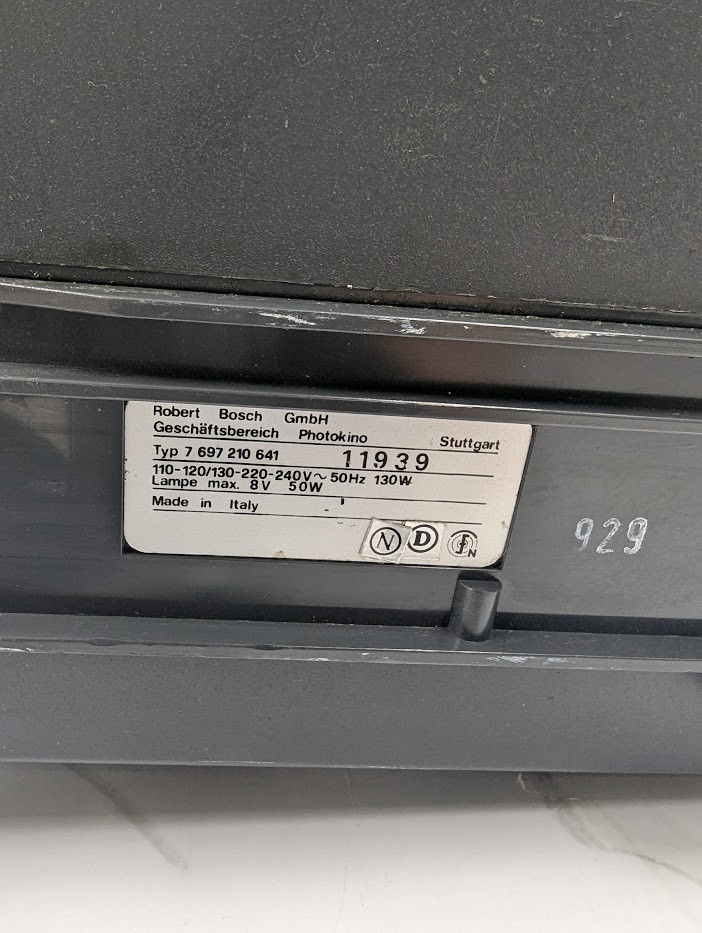 Robert Bosch GmbH
Geschäftsbereich Photokino Stuttgart
Typ 7 697 210 641 11939
110-120/130-220-240V~50Hz 130W
Lampe max. 8V 50W
Made in Italy
N D N
929